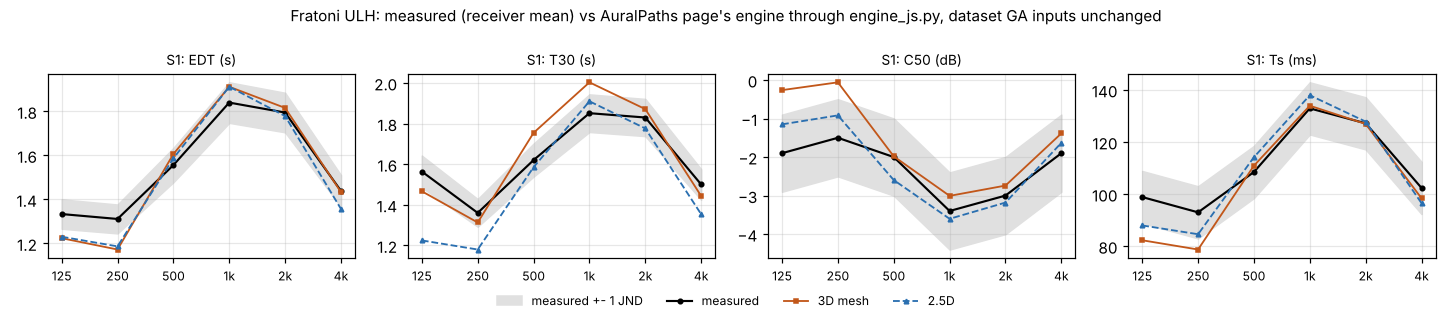 Fratoni ULH: measured (receiver mean) vs AuralPaths page's engine through engine_js.py, dataset GA inputs unchanged
S1: EDT (s)
1.8
1.6
1.4
1.2
125 250 500 1k 2k 4k
S1: T30 (s)
2.0
1.8
1.6
1.4
1.2
125 250 500 1k 2k 4k
S1: C50 (dB)
0
−1
−2
−3
−4
125 250 500 1k 2k 4k
S1: Ts (ms)
140
120
100
80
125 250 500 1k 2k 4k
measured +- 1 JND measured 3D mesh 2.5D